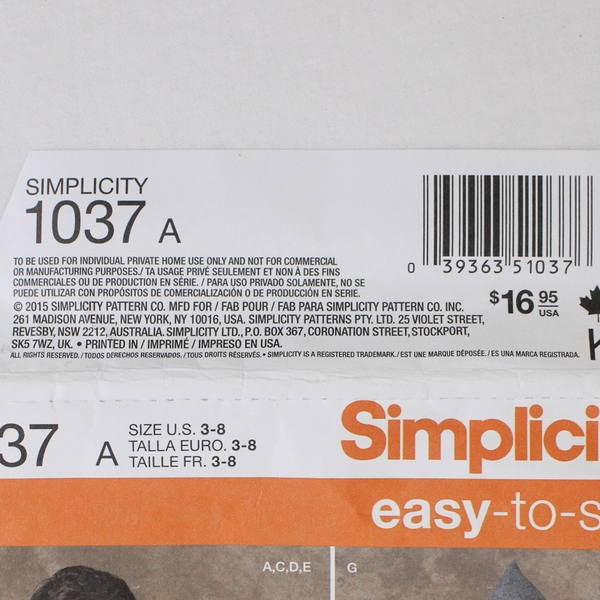 SIMPLICITY
1037 A
TO BE USED FOR INDIVIDUAL PRIVATE HOME USE ONLY AND NOT FOR COMMERCIAL
OR MANUFACTURING PURPOSES./ TA USAGE PRIVÉ SEULEMENT ET NON À DES FINS
COMMERCIALES OU DE PRODUCTION EN SÉRIE. / PARA USO PRIVADO SOLAMENTE, NO SE
PUEDE UTILIZAR CON PROPÓSITOS DE COMERCIALIZACIÓN O DE PRODUCCIÓN EN SERIE.
© 2015 SIMPLICITY PATTERN CO. MFD FOR / FAB POUR / FAB PARA SIMPLICITY PATTERN CO. INC.
261 MADISON AVENUE, NEW YORK, NY 10016, USA. SIMPLICITY PATTERNS PTY. LTD. 25 VIOLET STREET,
REVESBY, NSW 2212, AUSTRALIA. SIMPLICITY LTD., P.O. BOX 367, CORONATION STREET, STOCKPORT,
SK5 7WZ, UK. • PRINTED IN / IMPRIMÉ / IMPRESO EN USA.
ALL RIGHTS RESERVED. / TODOS DERECHOS RESERVADOS. / TOUS DROITS RÉSERVÉS. • SIMPLICITY IS A REGISTERED TRADEMARK. / EST UNE MARQUE DÉPOSÉE. / ES UNA MARCA REGISTRADA.
0 39363 51037
$16 95 USA
37 A
SIZE U.S. 3-8
TALLA EURO. 3-8
TAILLE FR. 3-8
Simplici
easy-to-s
A,C,D,E
G